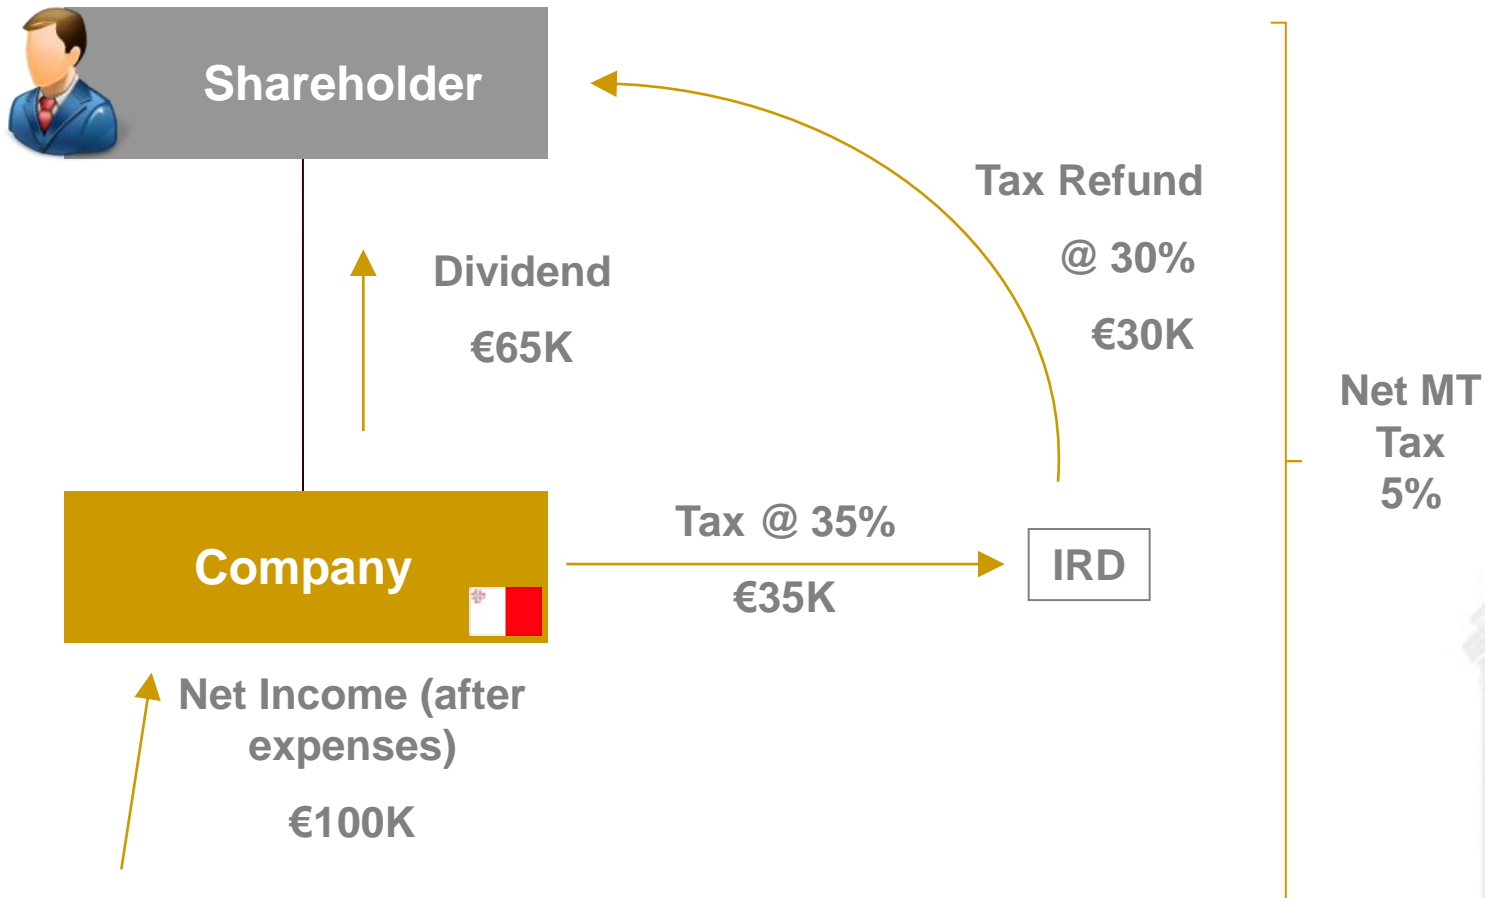 Shareholder
Tax Refund
@ 30%
€30K
Dividend
€65K
Net MT
Tax
5%
Company
Tax @ 35%
€35K
IRD
Net Income (after
expenses)
€100K